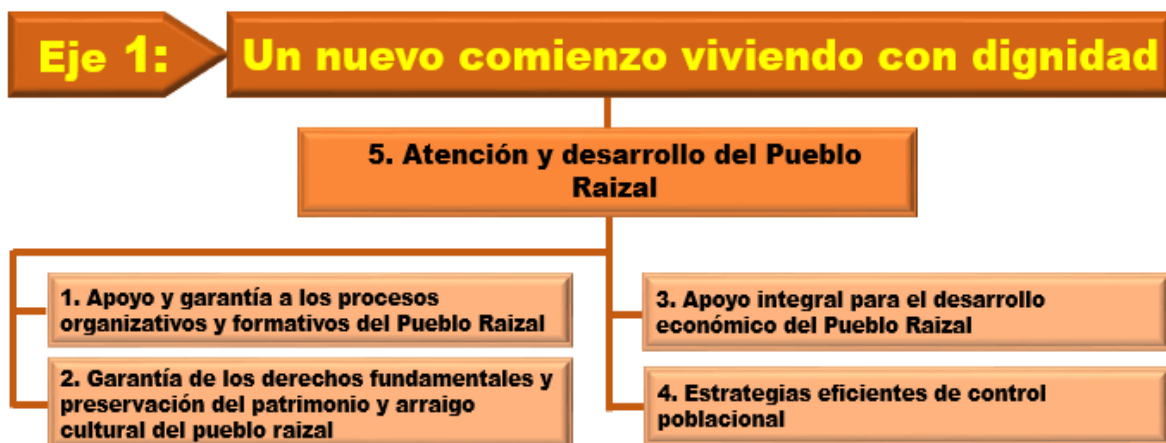 Eje 1:
Un nuevo comienzo viviendo con dignidad
5. Atención y desarrollo del Pueblo
Raizal
1. Apoyo y garantía a los procesos
organizativos y formativos del Pueblo Raizal
2. Garantía de los derechos fundamentales y
preservación del patrimonio y arraigo
cultural del pueblo raizal
3. Apoyo integral para el desarrollo
económico del Pueblo Raizal
4. Estrategias eficientes de control
poblacional